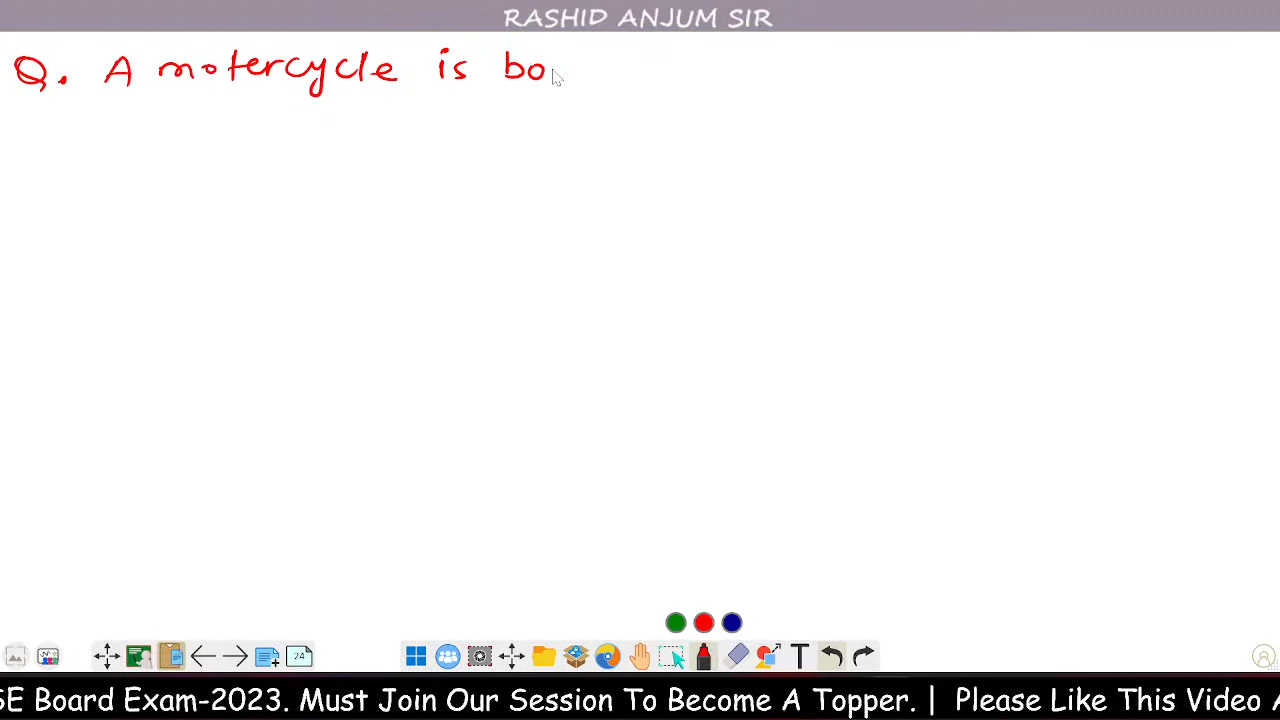 RASHID ANJUM SIR
Q. A motercycle is bo
24
SE Board Exam-2023. Must Join Our Session To Become A Topper. | Please Like This Video A